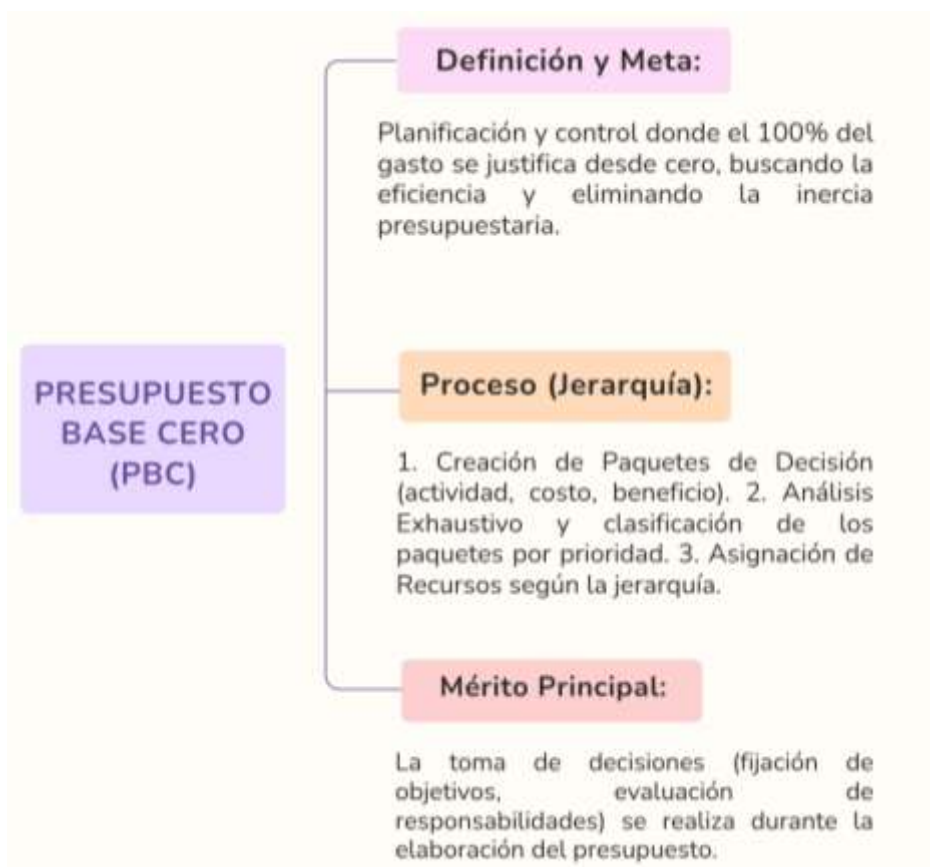 Definición y Meta:
Planificación y control donde el 100% del
gasto se justifica desde cero, buscando la
eficiencia y eliminando la inercia
presupuestaria.
PRESUPUESTO
BASE CERO
(PBC)
Proceso (Jerarquía):
1. Creación de Paquetes de Decisión
(actividad, costo, beneficio). 2. Análisis
Exhaustivo y clasificación de los
paquetes por prioridad. 3. Asignación de
Recursos según la jerarquía.
Mérito Principal:
La toma de decisiones (fijación de
objetivos, evaluación de
responsabilidades) se realiza durante la
elaboración del presupuesto.